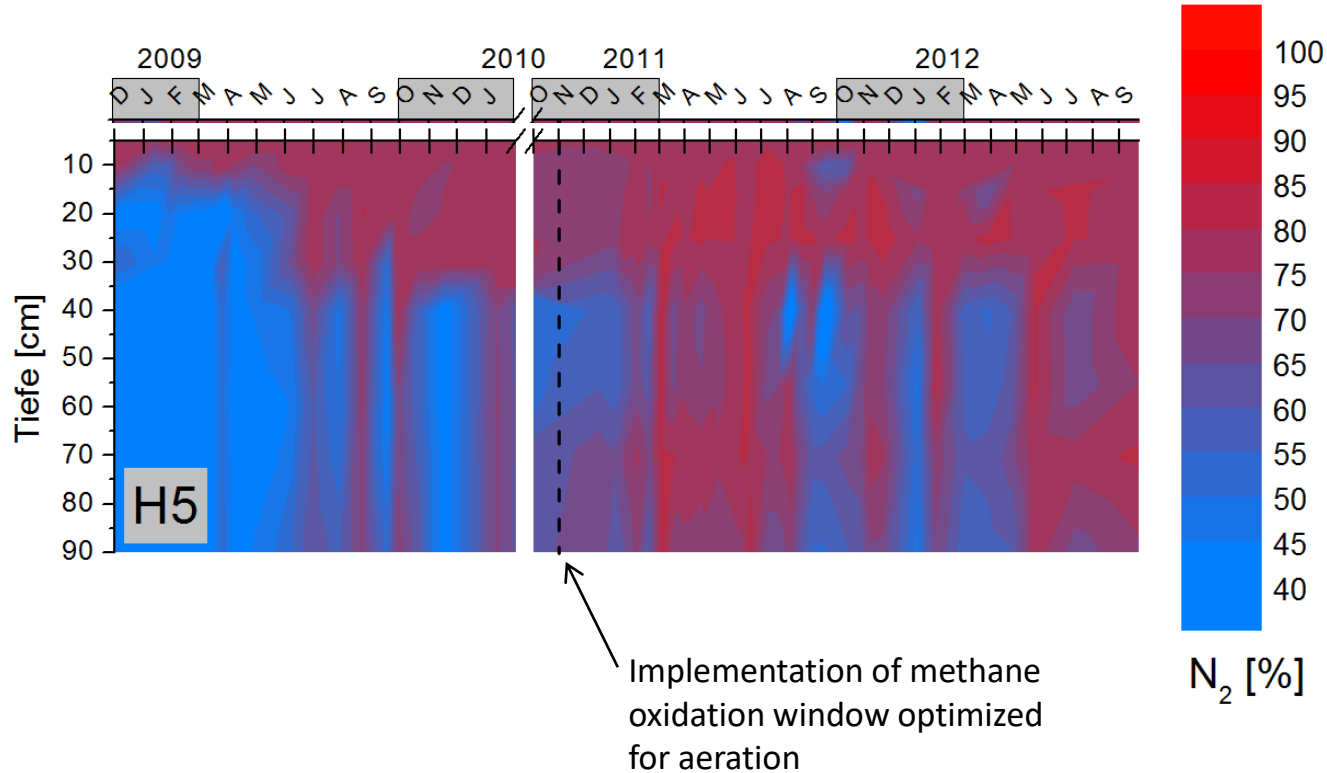 2009 2010 2011 2012
D J F M A M J J A S O N D J O N D J F M A M J J A S O N D J F M A M J J A S
10
20
30
40
50
60
70
80
90
Tiefe [cm]
H5
100
95
90
85
80
75
70
65
60
55
50
45
40
N₂ [%]
Implementation of methane
oxidation window optimized
for aeration